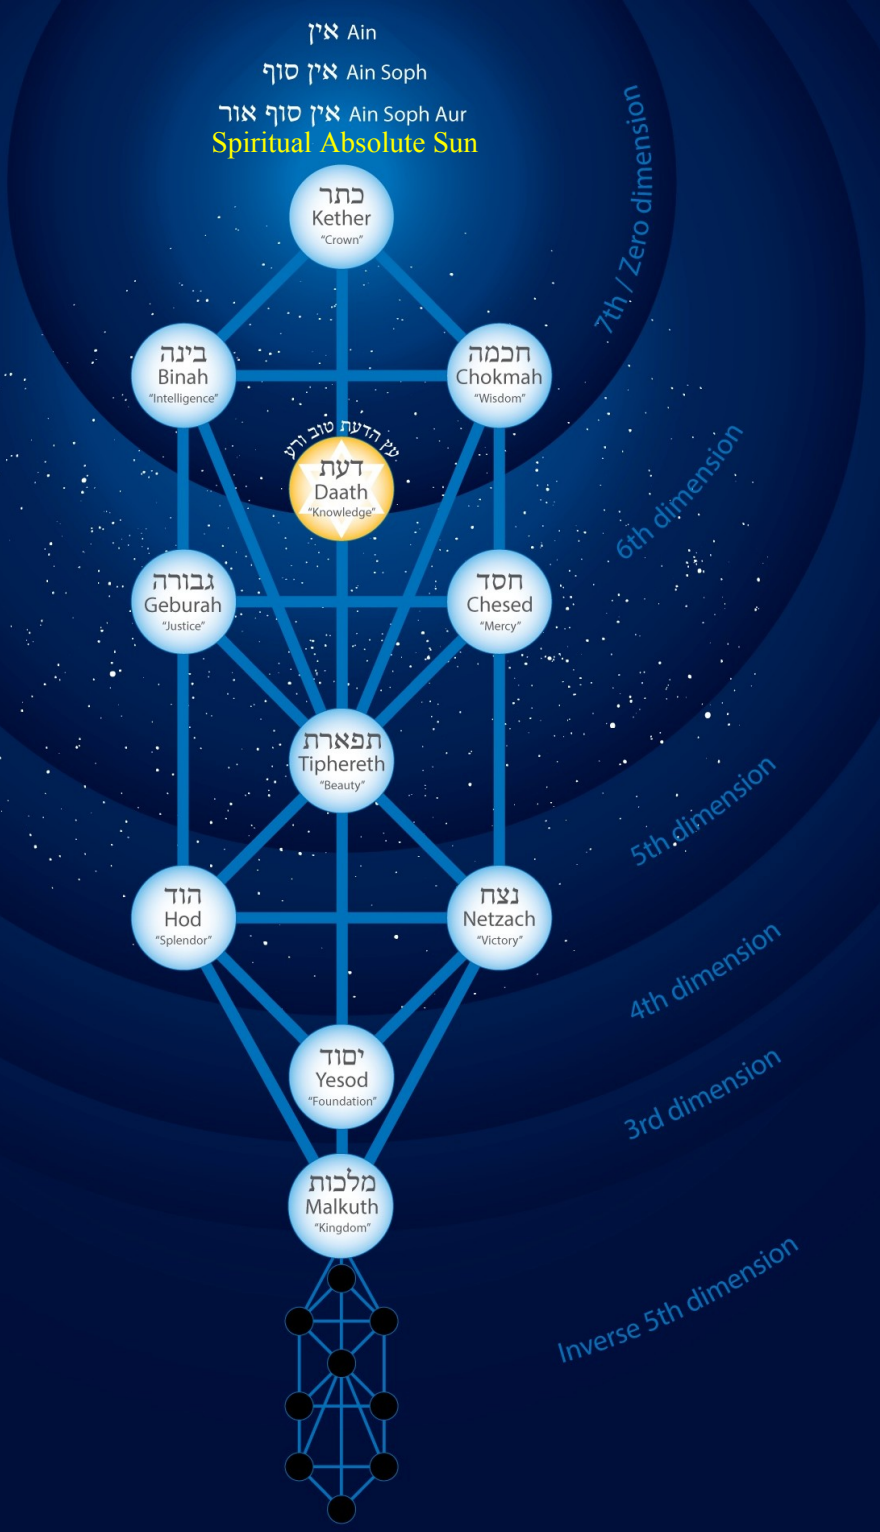 אין Ain
אין סוף Ain Soph
אין סוף אור Ain Soph Aur
Spiritual Absolute Sun
כתר
Kether
“Crown”
7th / Zero dimension
בינה
Binah
“Intelligence”
חכמה
Chokmah
“Wisdom”
עץ הדעת טוב ורע
דעת
Daath
“Knowledge”
6th dimension
גבורה
Geburah
“Justice”
חסד
Chesed
“Mercy”
תפארת
Tiphereth
“Beauty”
5th dimension
הוד
Hod
“Splendor”
נצח
Netzach
“Victory”
4th dimension
יסוד
Yesod
“Foundation”
3rd dimension
מלכות
Malkuth
“Kingdom”
Inverse 5th dimension